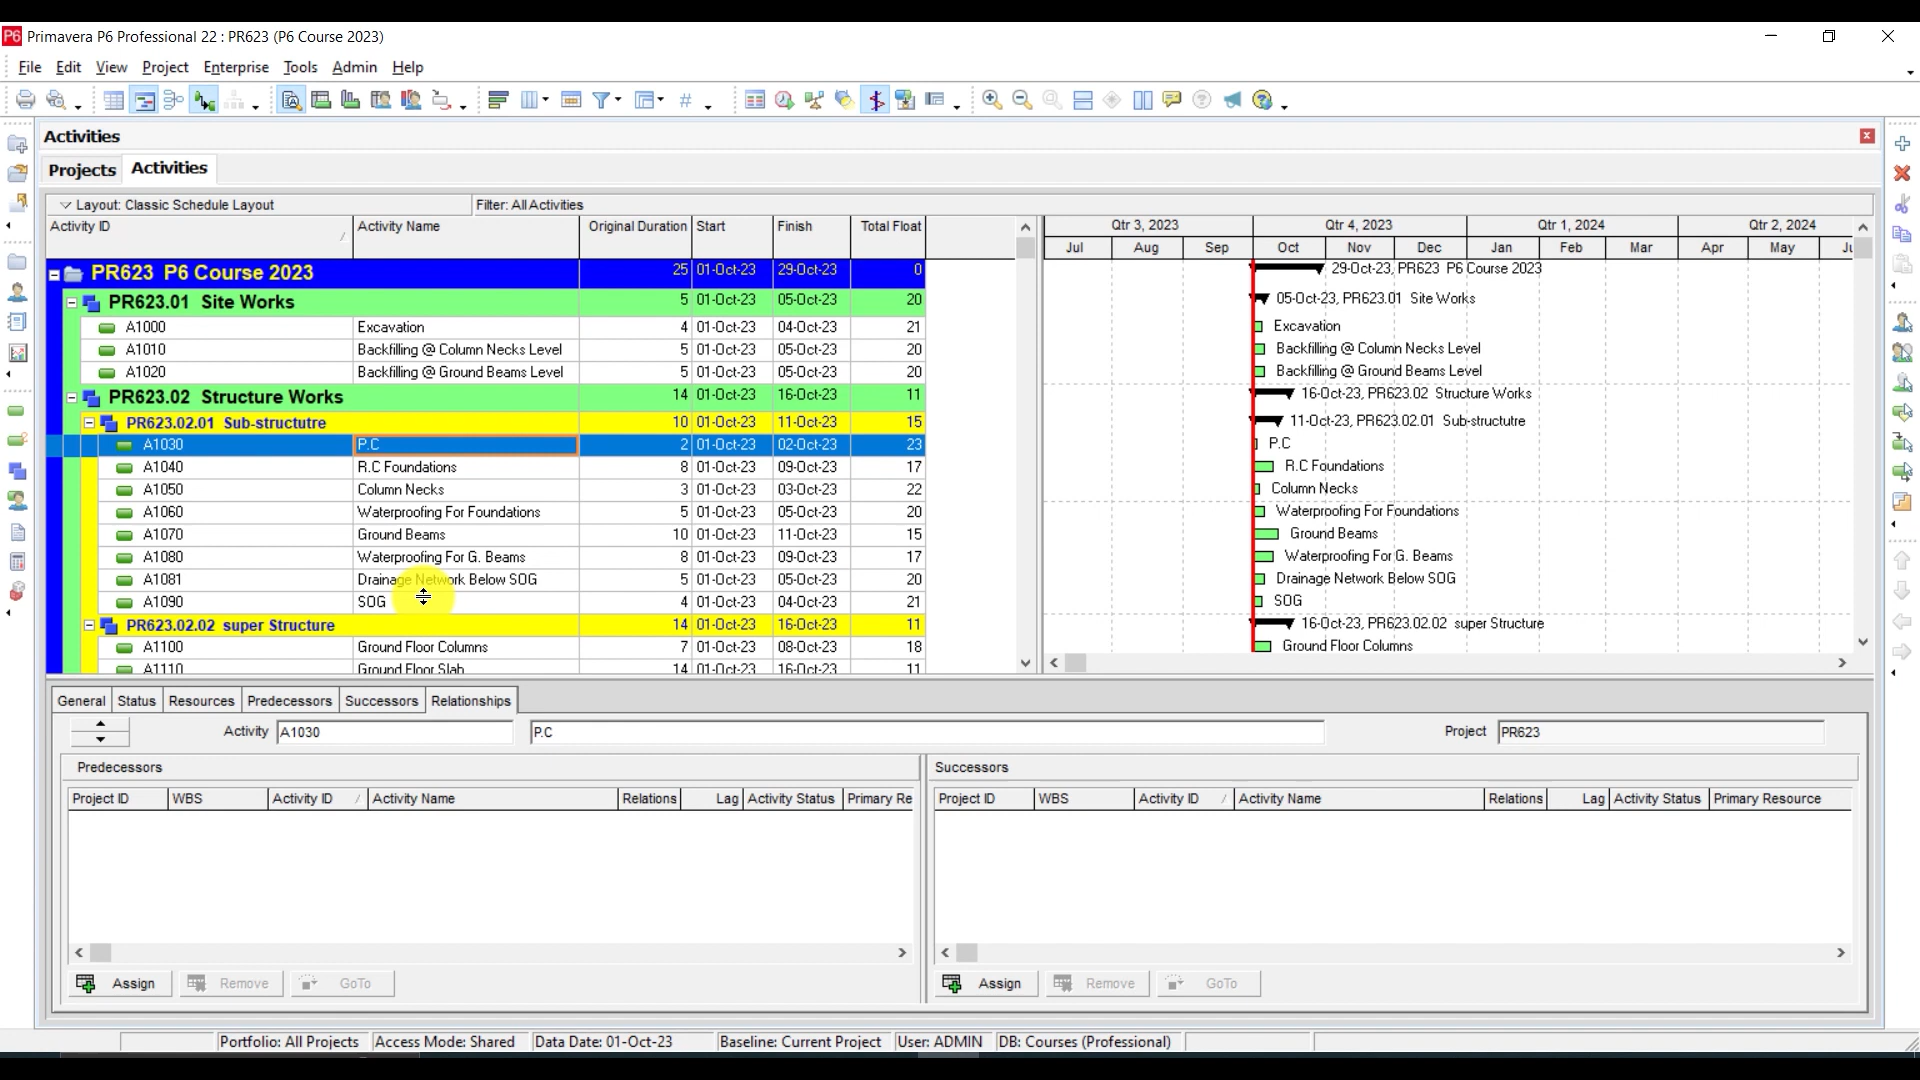 P6 Primavera P6 Professional 22 : PR623 (P6 Course 2023)
File Edit View Project Enterprise Tools Admin Help
Activities
Projects Activities
Layout: Classic Schedule Layout Filter: All Activities
Activity ID Activity Name Original Duration Start Finish Total Float
Qtr 3, 2023 Qtr 4, 2023 Qtr 1, 2024 Qtr 2, 2024
Jul Aug Sep Oct Nov Dec Jan Feb Mar Apr May
PR623 P6 Course 2023 25 01-Oct-23 29-Oct-23 0 29-Oct-23, PR623 P6 Course 2023
PR623.01 Site Works 5 01-Oct-23 05-Oct-23 20 05-Oct-23, PR623.01 Site Works
A1000 Excavation 4 01-Oct-23 04-Oct-23 21 Excavation
A1010 Backfilling @ Column Necks Level 5 01-Oct-23 05-Oct-23 20 Backfilling @ Column Necks Level
A1020 Backfilling @ Ground Beams Level 5 01-Oct-23 05-Oct-23 20 Backfilling @ Ground Beams Level
PR623.02 Structure Works 14 01-Oct-23 16-Oct-23 11 16-Oct-23, PR623.02 Structure Works
PR623.02.01 Sub-structutre 10 01-Oct-23 11-Oct-23 15 11-Oct-23, PR623.02.01 Sub-structutre
A1030 P.C 2 01-Oct-23 02-Oct-23 23 P.C
A1040 R.C Foundations 8 01-Oct-23 09-Oct-23 17 R.C Foundations
A1050 Column Necks 3 01-Oct-23 03-Oct-23 22 Column Necks
A1060 Waterproofing For Foundations 5 01-Oct-23 05-Oct-23 20 Waterproofing For Foundations
A1070 Ground Beams 10 01-Oct-23 11-Oct-23 15 Ground Beams
A1080 Waterproofing For G. Beams 8 01-Oct-23 09-Oct-23 17 Waterproofing For G. Beams
A1081 Drainage Network Below SOG 5 01-Oct-23 05-Oct-23 20 Drainage Network Below SOG
A1090 SOG 4 01-Oct-23 04-Oct-23 21 SOG
PR623.02.02 super Structure 14 01-Oct-23 16-Oct-23 11 16-Oct-23, PR623.02.02 super Structure
A1100 Ground Floor Columns 7 01-Oct-23 08-Oct-23 18 Ground Floor Columns
A1110 Ground Floor Slab 14 01-Oct-23 16-Oct-23 11
General Status Resources Predecessors Successors Relationships
Activity A1030 P.C Project PR623
Predecessors Successors
Project ID WBS Activity ID Activity Name Relations Lag Activity Status Primary Re Project ID WBS Activity ID Activity Name Relations Lag Activity Status Primary Resource
Assign Remove GoTo Assign Remove GoTo
Portfolio: All Projects Access Mode: Shared Data Date: 01-Oct-23 Baseline: Current Project User: ADMIN DB: Courses (Professional)